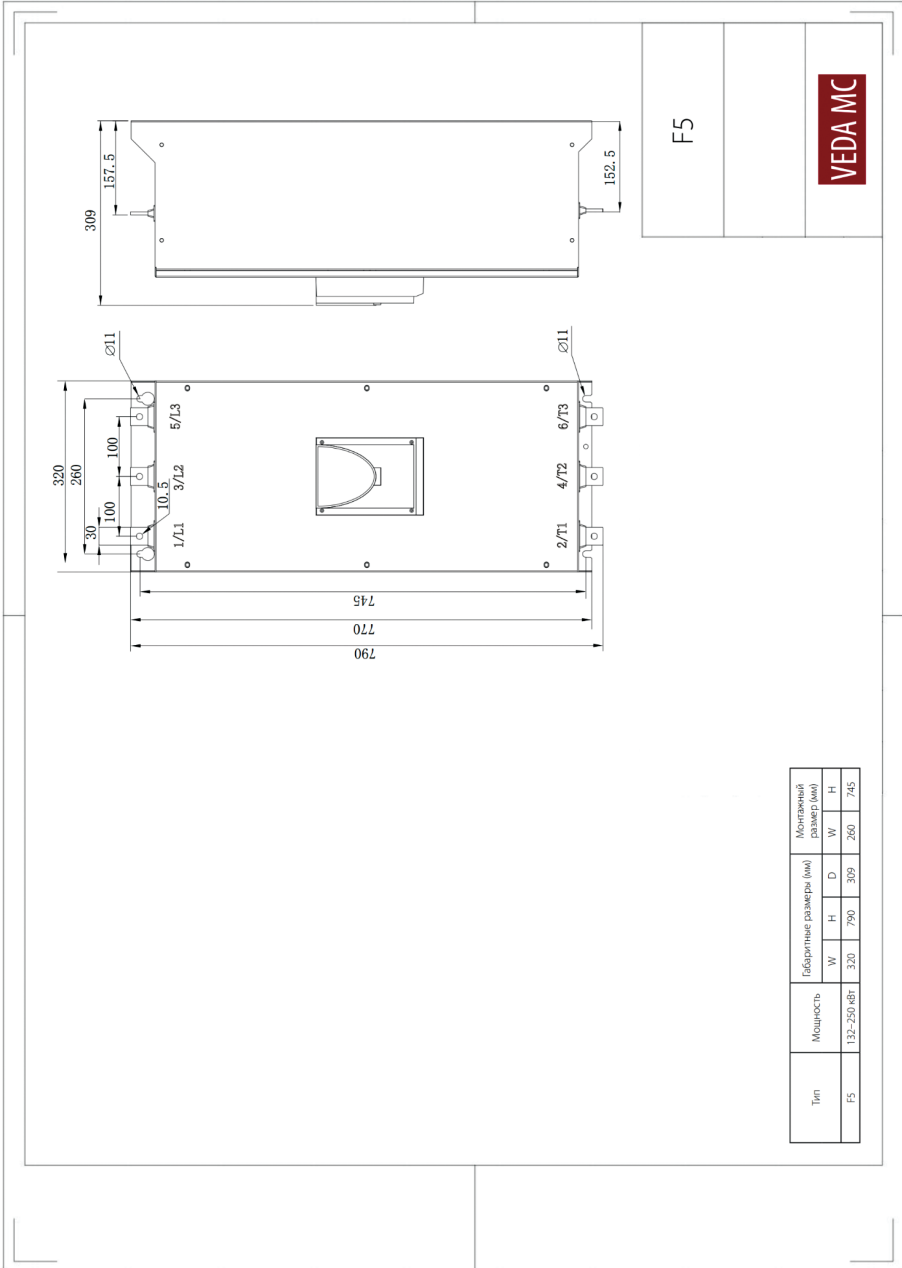 309
157.5
152.5
F5
VEDA MC
Ø11
Ø11
320
260
100
100
30
10.5
1/L1
3/L2
5/L3
2/T1
4/T2
6/T3
745
770
790
Тип
Мощность
Габаритные размеры (мм)
Монтажный размер (мм)
W
H
D
W
H
F5
132–250 кВт
320
790
309
260
745